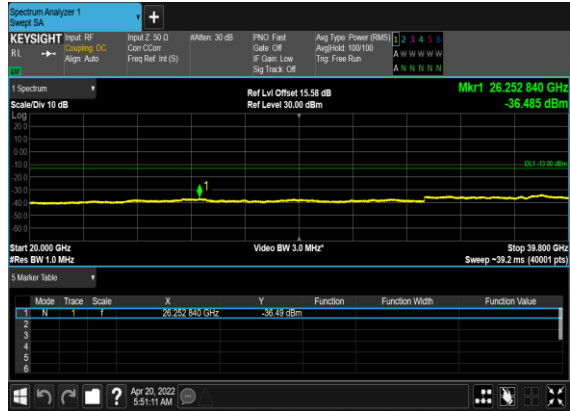 Spectrum Analyzer 1
Swept SA
KEYSIGHT Input: RF Input Z: 50 Ω #Atten: 30 dB PNO: Fast Avg Type: Power (RMS) 1 2 3 4 5 6
RL Coupling: DC Corr CCorr Gate: Off Avg|Hold: 100/100 A W W W W W
Align: Auto Freq Ref: Int (S) IF Gain: Low Trig: Free Run
Sig Track: Off A N N N N N
1 Spectrum Ref Lvl Offset 15.58 dB Mkr1 26.252 840 GHz
Scale/Div 10 dB Ref Level 30.00 dBm -36.485 dBm
Log
20.0
10.0
0.00
-10.0 DL1 -13.00 dBm
-20.0
-30.0 1
-40.0
-50.0
-60.0
Start 20.000 GHz Video BW 3.0 MHz* Stop 39.800 GHz
#Res BW 1.0 MHz Sweep ~39.2 ms (40001 pts)
5 Marker Table
Mode Trace Scale X Y Function Function Width Function Value
1 N 1 f 26.252 840 GHz -36.49 dBm
2
3
4
5
6
? Apr 20, 2022
5:51:11 AM